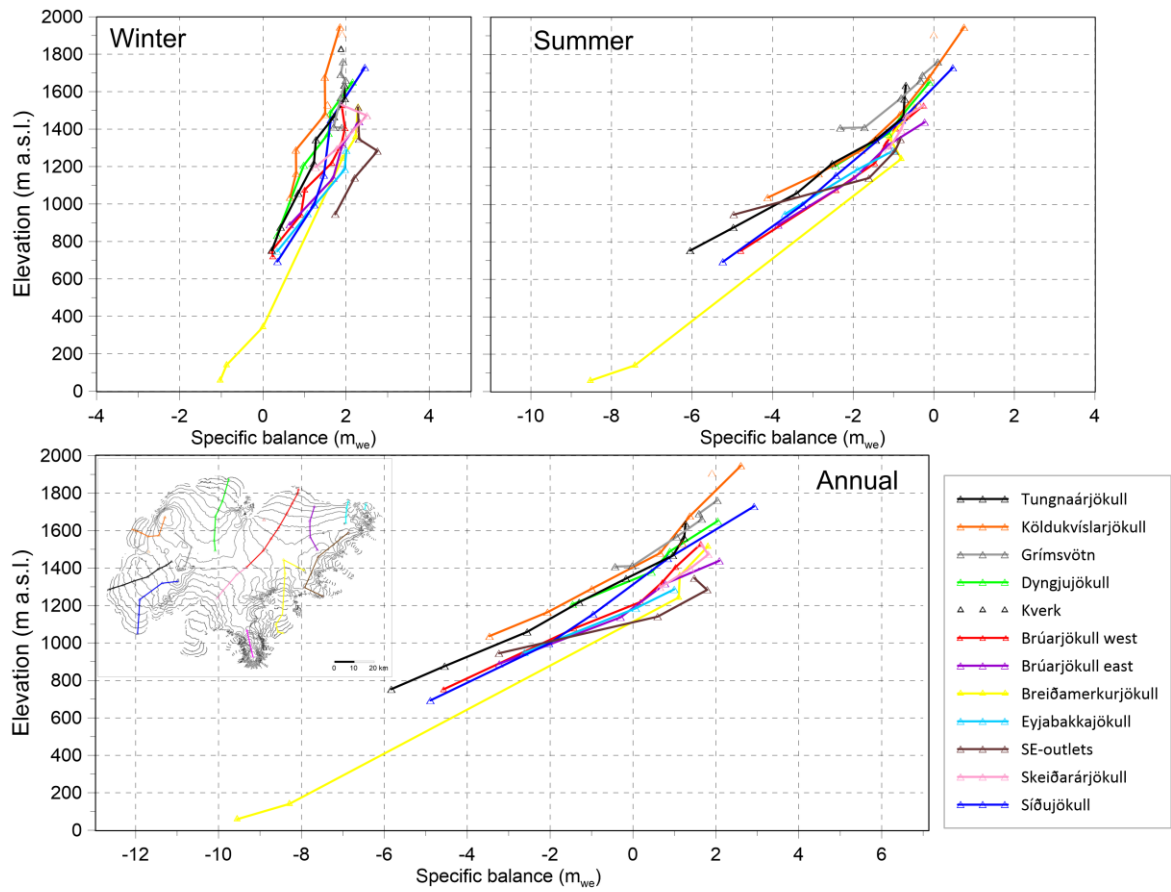 Winter
2000
1800
1600
1400
1200
1000
800
600
400
200
0
Elevation (m a.s.l.)
-4 -2 0 2 4
Specific balance (mwe)
Summer
-10 -8 -6 -4 -2 0 2 4
Specific balance (mwe)
Annual
2000
1800
1600
1400
1200
1000
800
600
400
200
0
Elevation (m a.s.l.)
0 10 20 km
-12 -10 -8 -6 -4 -2 0 2 4 6
Specific balance (mwe)
Tungnaárjökull
Köldukvíslarjökull
Grímsvötn
Dyngjujökull
Kverk
Brúarjökull west
Brúarjökull east
Breiðamerkurjökull
Eyjabakkajökull
SE-outlets
Skeiðarárjökull
Síðujökull